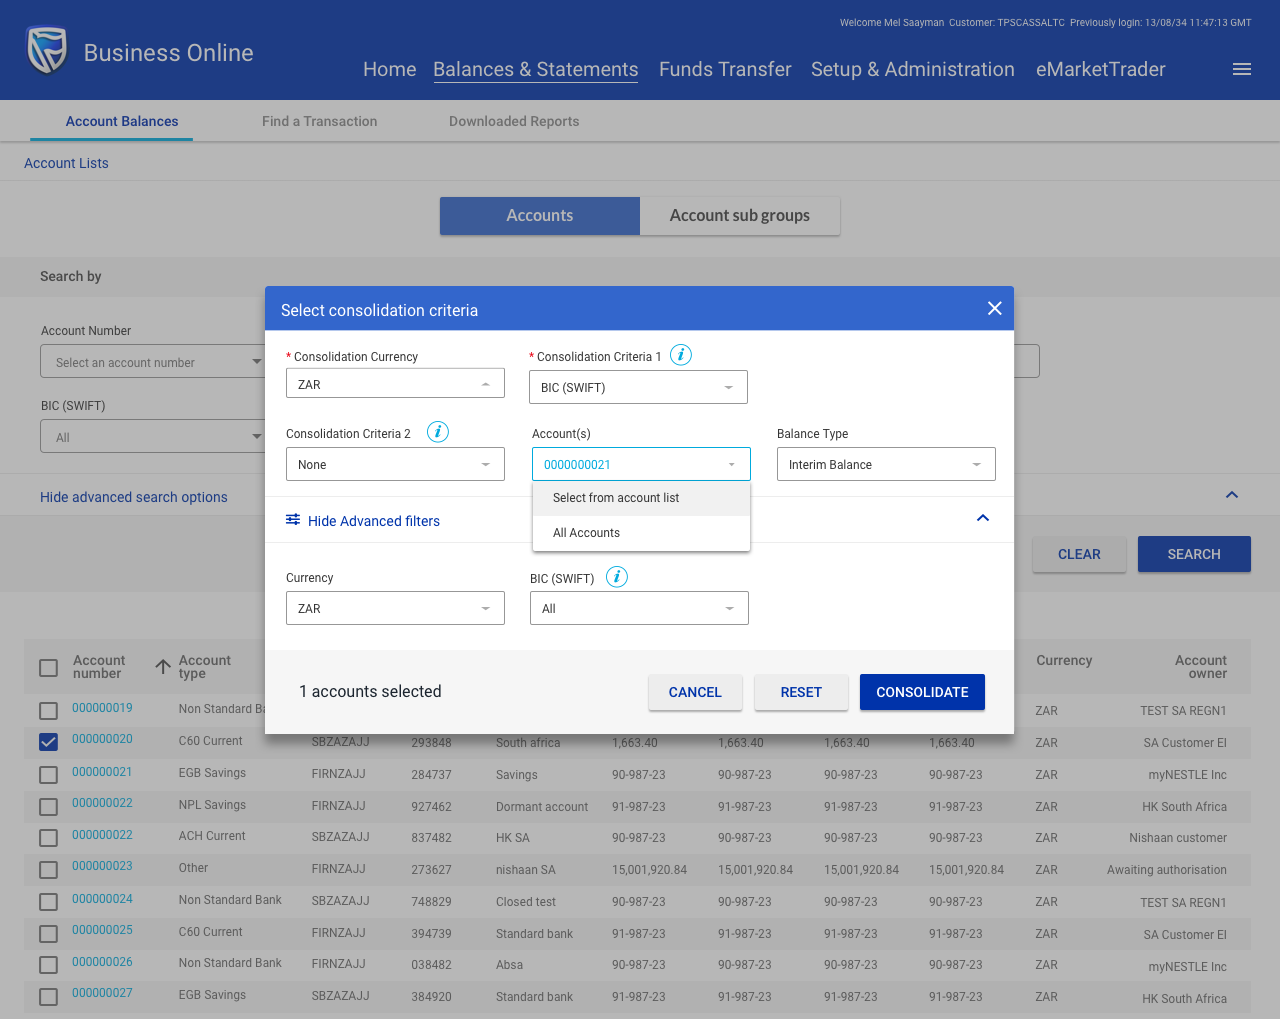 Welcome Mel Saayman Customer: TPSCASSALTC Previously login: 13/08/34 11:47:13 GMT
Business Online
Home Balances & Statements Funds Transfer Setup & Administration eMarketTrader
Account Balances Find a Transaction Downloaded Reports
Account Lists
Accounts Account sub groups
Search by
Select consolidation criteria
Account Number
* Consolidation Currency * Consolidation Criteria 1 i
Select an account number
ZAR BIC (SWIFT)
BIC (SWIFT)
Consolidation Criteria 2 i Account(s) Balance Type
All
None 0000000021 Interim Balance
Hide advanced search options
Select from account list
Hide Advanced filters
All Accounts
CLEAR SEARCH
Currency BIC (SWIFT) i
ZAR All
Account number Account type Currency Account owner
1 accounts selected CANCEL RESET CONSOLIDATE
000000019 Non Standard Ba ZAR TEST SA REGN1
000000020 C60 Current SBZAZAJJ 293848 South africa 1,663.40 1,663.40 1,663.40 1,663.40 ZAR SA Customer El
000000021 EGB Savings FIRNZAJJ 284737 Savings 90-987-23 90-987-23 90-987-23 90-987-23 ZAR myNESTLE Inc
000000022 NPL Savings FIRNZAJJ 927462 Dormant account 91-987-23 91-987-23 91-987-23 91-987-23 ZAR HK South Africa
000000022 ACH Current SBZAZAJJ 837482 HK SA 90-987-23 90-987-23 90-987-23 90-987-23 ZAR Nishaan customer
000000023 Other FIRNZAJJ 273627 nishaan SA 15,001,920.84 15,001,920.84 15,001,920.84 15,001,920.84 ZAR Awaiting authorisation
000000024 Non Standard Bank SBZAZAJJ 748829 Closed test 90-987-23 90-987-23 90-987-23 90-987-23 ZAR TEST SA REGN1
000000025 C60 Current FIRNZAJJ 394739 Standard bank 91-987-23 91-987-23 91-987-23 91-987-23 ZAR SA Customer El
000000026 Non Standard Bank FIRNZAJJ 038482 Absa 90-987-23 90-987-23 90-987-23 90-987-23 ZAR myNESTLE Inc
000000027 EGB Savings SBZAZAJJ 384920 Standard bank 91-987-23 91-987-23 91-987-23 91-987-23 ZAR HK South Africa